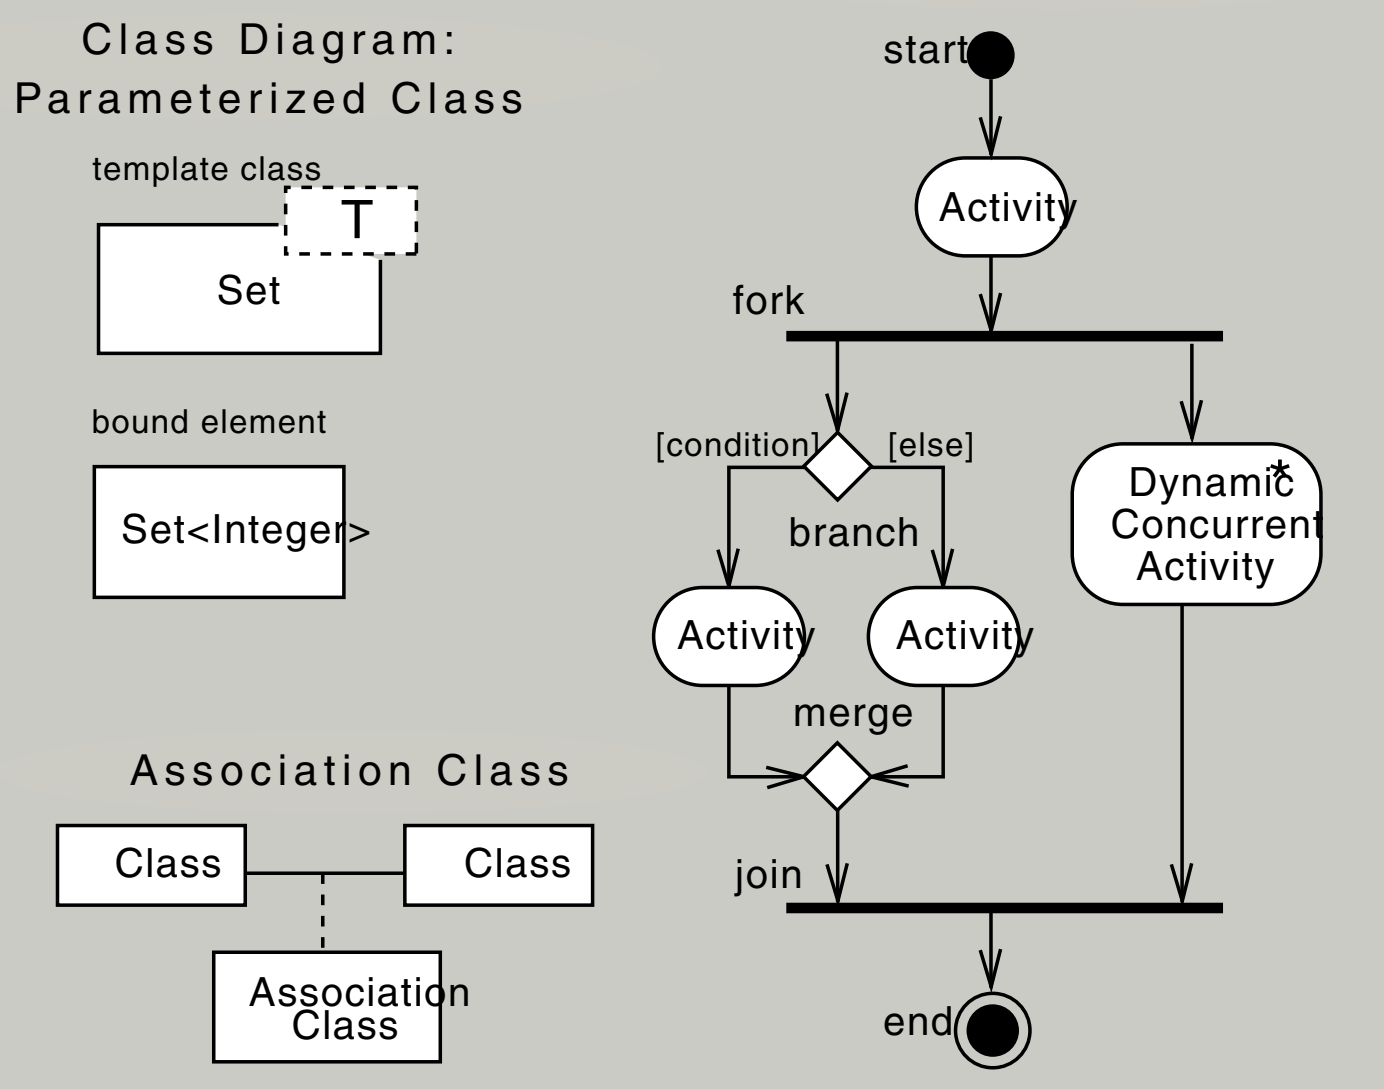 Class Diagram:
Parameterized Class
template class
T
Set
bound element
Set<Integer>
Association Class
Class
Class
Association
Class
start
Activity
fork
[condition]
[else]
branch
*
Dynamic
Concurrent
Activity
Activity
Activity
merge
join
end